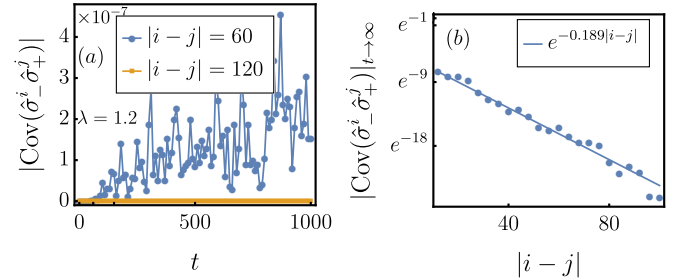 ×10⁻⁷
(a)
|i − j| = 60
|i − j| = 120
λ = 1.2
|Cov(σ̂₋ⁱ σ̂₊ʲ)|
4
3
2
1
0
0
500
1000
t
(b)
e^{−0.189|i−j|}
|Cov(σ̂₋ⁱ σ̂₊ʲ)|_{t→∞}
e⁻¹
e⁻⁹
e⁻¹⁸
40
80
|i − j|